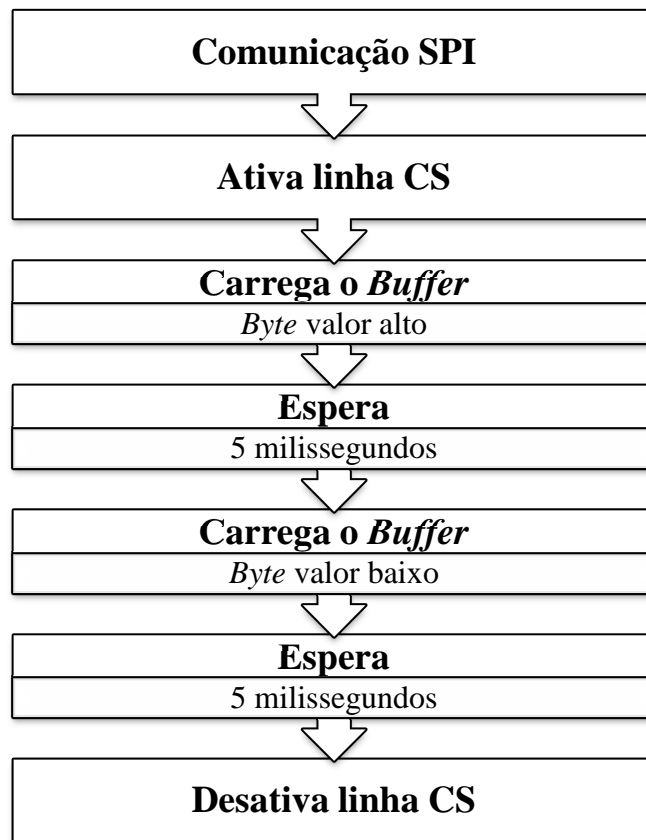 Comunicação SPI
Ativa linha CS
Carrega o Buffer
Byte valor alto
Espera
5 milissegundos
Carrega o Buffer
Byte valor baixo
Espera
5 milissegundos
Desativa linha CS